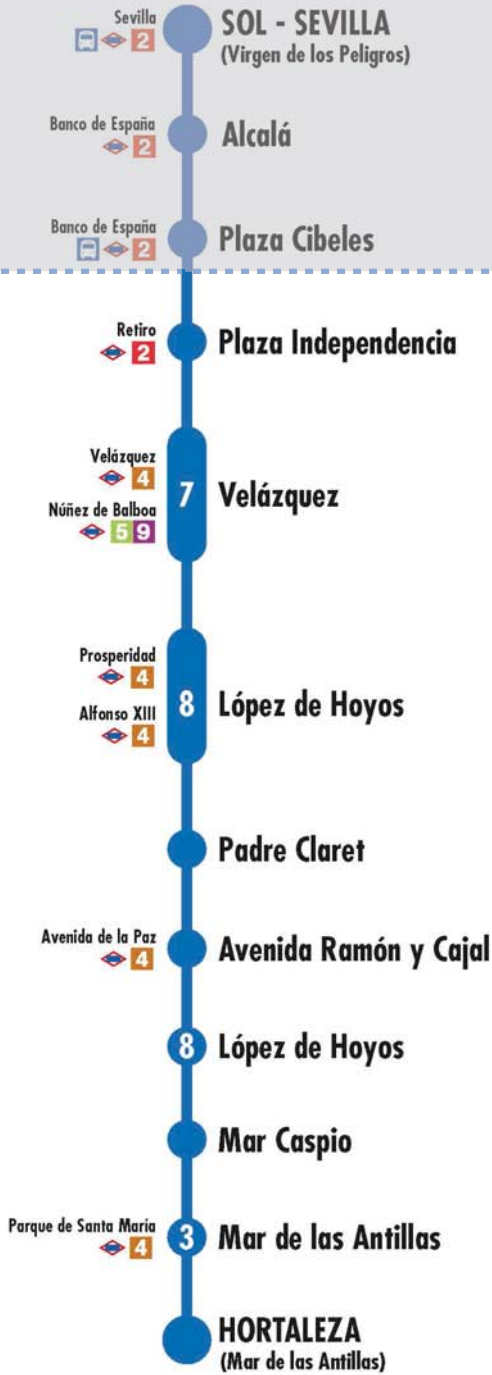 Sevilla
2
SOL - SEVILLA
(Virgen de los Peligros)
Banco de España
2
Alcalá
Banco de España
2
Plaza Cibeles
Retiro
2
Plaza Independencia
Velázquez
4
Núñez de Balboa
5 9
7
Velázquez
Prosperidad
4
Alfonso XIII
4
8
López de Hoyos
Padre Claret
Avenida de la Paz
4
Avenida Ramón y Cajal
8
López de Hoyos
Mar Caspio
Parque de Santa María
4
3
Mar de las Antillas
HORTALEZA
(Mar de las Antillas)